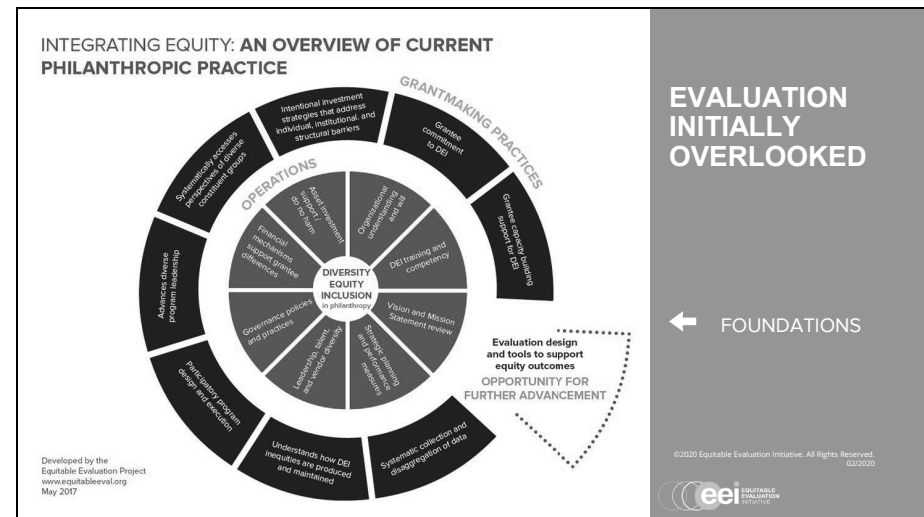 INTEGRATING EQUITY: AN OVERVIEW OF CURRENT
PHILANTHROPIC PRACTICE
GRANTMAKING PRACTICES
Intentional investment
strategies that address
individual, institutional. and
structural barriers
Grantee
commitment
to DEI
Grantee capacity building
support for DEI
Systematically accesses
perspectives of diverse
constituent groups
Advances diverse
program leadership
Participatory program
design and execution
Understands how DEI
inequities are produced
and maintained
Systematic collection and
disaggregation of data
OPERATIONS
Asset investment
support /
do no harm
Organizational
understanding
and will
DEI training and
competency
Vision and Mission
Statement review
Strategic planning
and performance
measures
Leadership, talent,
and vendor diversity
Governance policies
and practices
Financial
mechanisms
support grantee
differences
DIVERSITY
EQUITY
INCLUSION
in philanthropy
Evaluation design
and tools to support
equity outcomes
OPPORTUNITY FOR
FURTHER ADVANCEMENT
Developed by the
Equitable Evaluation Project
www.equitableeval.org
May 2017
EVALUATION
INITIALLY
OVERLOOKED
FOUNDATIONS
©2020 Equitable Evaluation Initiative. All Rights Reserved.
02/2020
eei
EQUITABLE
EVALUATION
INITIATIVE